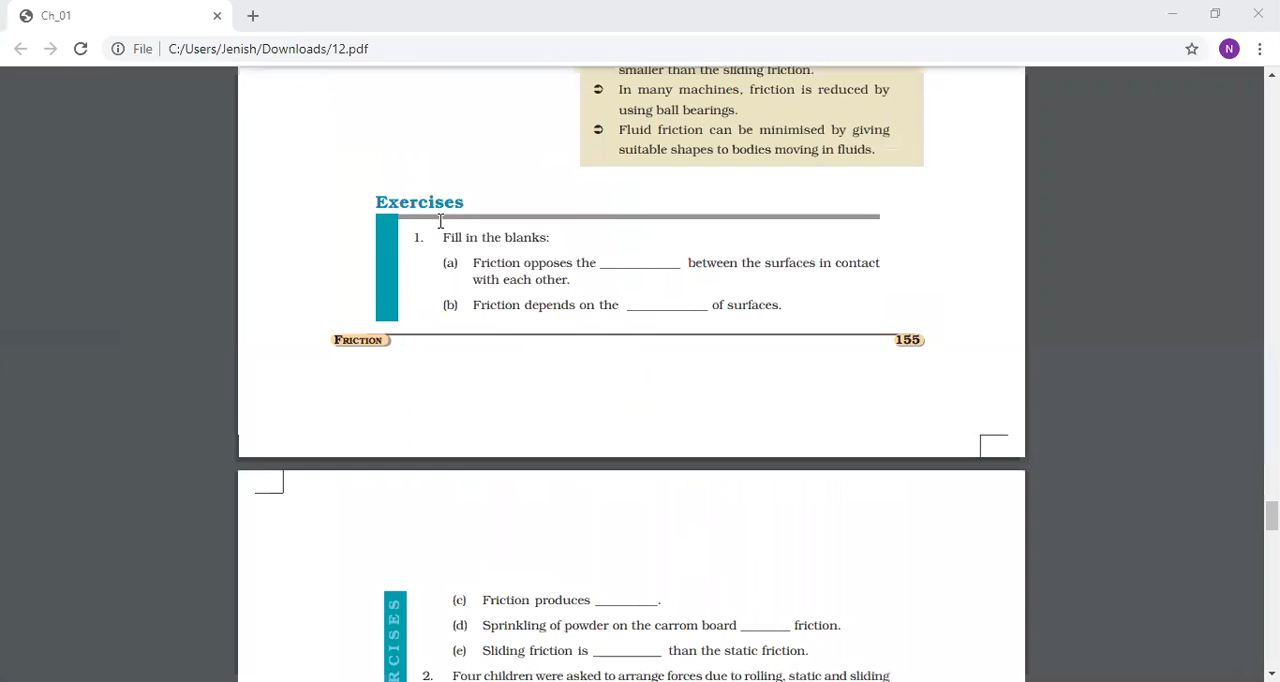 Ch_01
File C:/Users/Jenish/Downloads/12.pdf
N
smaller than the sliding friction.
➲ In many machines, friction is reduced by
using ball bearings.
➲ Fluid friction can be minimised by giving
suitable shapes to bodies moving in fluids.
Exercises
1. Fill in the blanks:
(a) Friction opposes the ____________ between the surfaces in contact
with each other.
(b) Friction depends on the ____________ of surfaces.
FRICTION 155
(c) Friction produces _________.
(d) Sprinkling of powder on the carrom board _______ friction.
(e) Sliding friction is __________ than the static friction.
RCISES
2. Four children were asked to arrange forces due to rolling, static and sliding